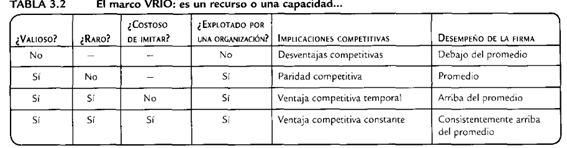 TABLA 3.2 El marco VRIO: es un recurso o una capacidad...
¿VALIOSO? ¿RARO? ¿COSTOSO DE IMITAR? ¿EXPLOTADO POR UNA ORGANIZACIÓN? IMPLICACIONES COMPETITIVAS DESEMPEÑO DE LA FIRMA
No – – No Desventajas competitivas Debajo del promedio
Sí No – Sí Paridad competitiva Promedio
Sí Sí No Sí Ventaja competitiva temporal Arriba del promedio
Sí Sí Sí Sí Ventaja competitiva constante Consistentemente arriba
del promedio